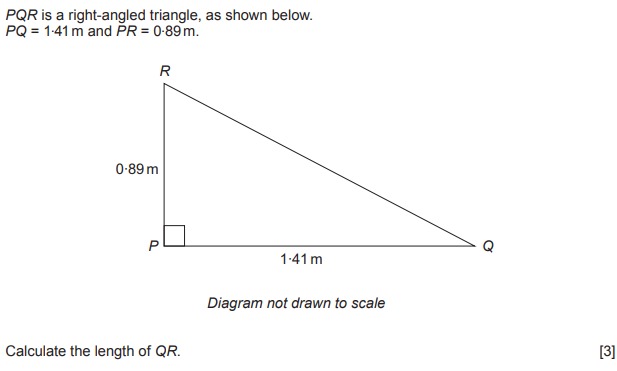 PQR is a right-angled triangle, as shown below.
PQ = 1·41 m and PR = 0·89 m.
R
0·89 m
P
Q
1·41 m
Diagram not drawn to scale
Calculate the length of QR. [3]